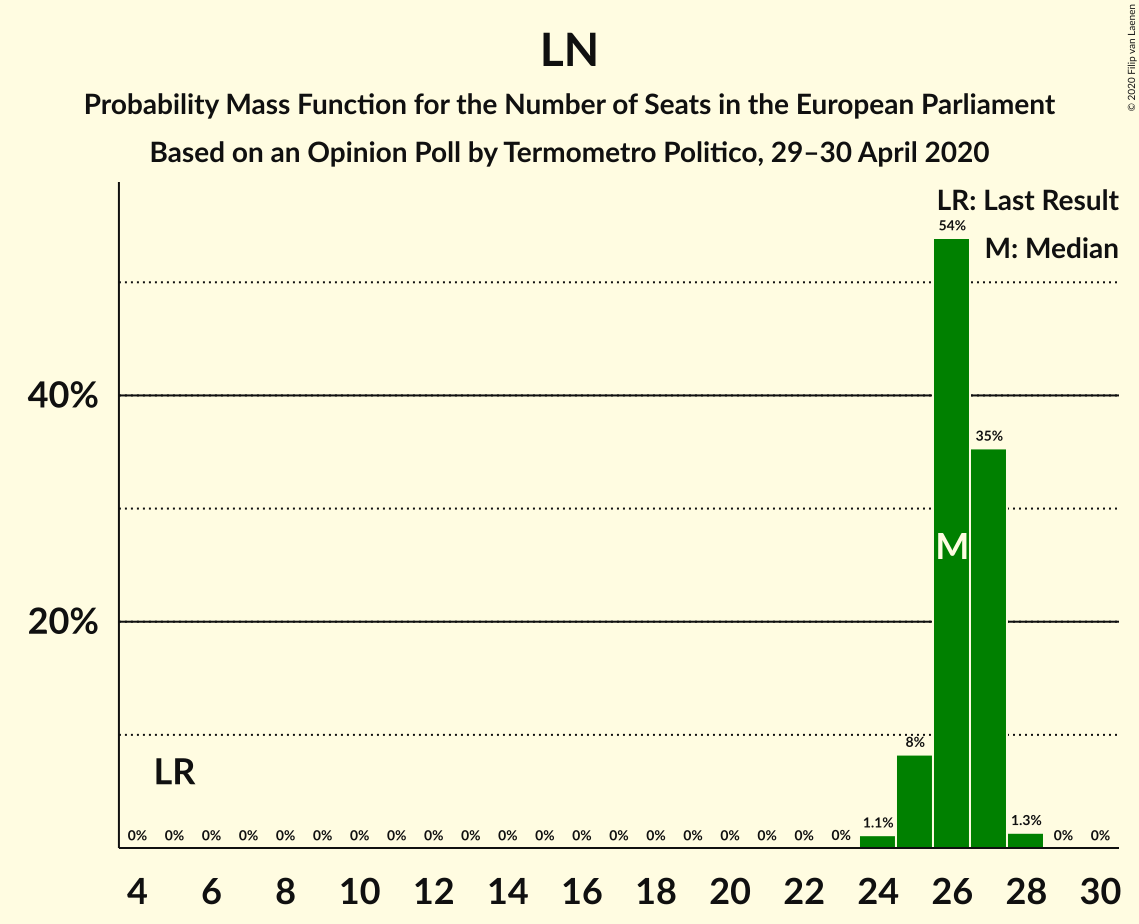 LN
Probability Mass Function for the Number of Seats in the European Parliament
Based on an Opinion Poll by Termometro Politico, 29–30 April 2020
© 2020 Filip van Laenen
LR: Last Result
M: Median
54%
40%
35%
M
20%
8%
LR
0% 0% 0% 0% 0% 0% 0% 0% 0% 0% 0% 0% 0% 0% 0% 0% 0% 0% 0% 0% 1.1% 1.3% 0% 0%
4 6 8 10 12 14 16 18 20 22 24 26 28 30